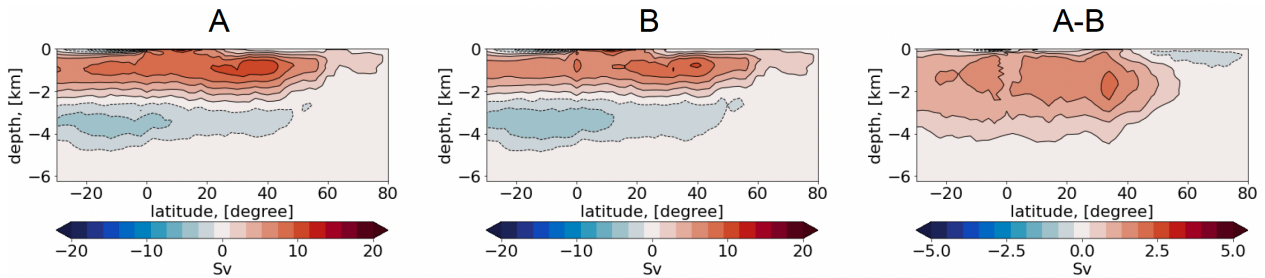 A B A-B
0 0 0
−2 −2 −2
−4 −4 −4
−6 −6 −6
depth, [km] depth, [km] depth, [km]
−20 0 20 40 60 80 −20 0 20 40 60 80 −20 0 20 40 60 80
latitude, [degree] latitude, [degree] latitude, [degree]
−20 −10 0 10 20 −20 −10 0 10 20 −5.0 −2.5 0.0 2.5 5.0
Sv Sv Sv